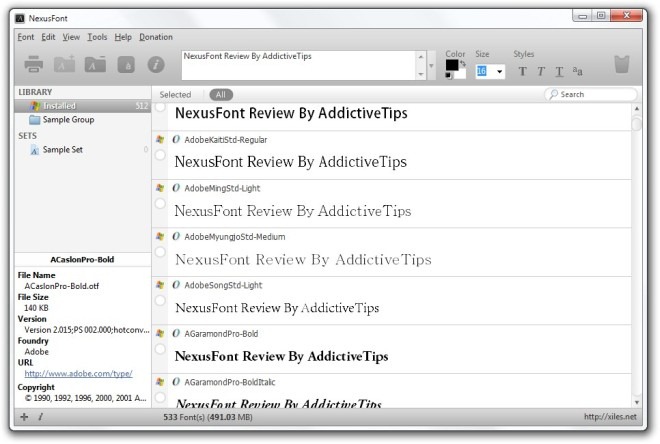 NexusFont
Font Edit View Tools Help Donation
NexusFont Review By AddictiveTips
Color Size Styles
16 T T T aa
LIBRARY
Installed 512
Sample Group
SETS
Sample Set 0
ACaslonPro-Bold
File Name
ACaslonPro-Bold.otf
File Size
140 KB
Version
Version 2.015;PS 002.000;hotconv...
Foundry
Adobe
URL
http://www.adobe.com/type/
Copyright
© 1990, 1992, 1996, 2000, 2001 A...
Selected All Search
NexusFont Review By AddictiveTips
AdobeKaitiStd-Regular
NexusFont Review By AddictiveTips
AdobeMingStd-Light
NexusFont Review By AddictiveTips
AdobeMyungjoStd-Medium
NexusFont Review By AddictiveTips
AdobeSongStd-Light
NexusFont Review By AddictiveTips
AGaramondPro-Bold
NexusFont Review By AddictiveTips
AGaramondPro-BoldItalic
NexusFont Review By AddictiveTips
533 Font(s) (491.03 MB) http://xiles.net